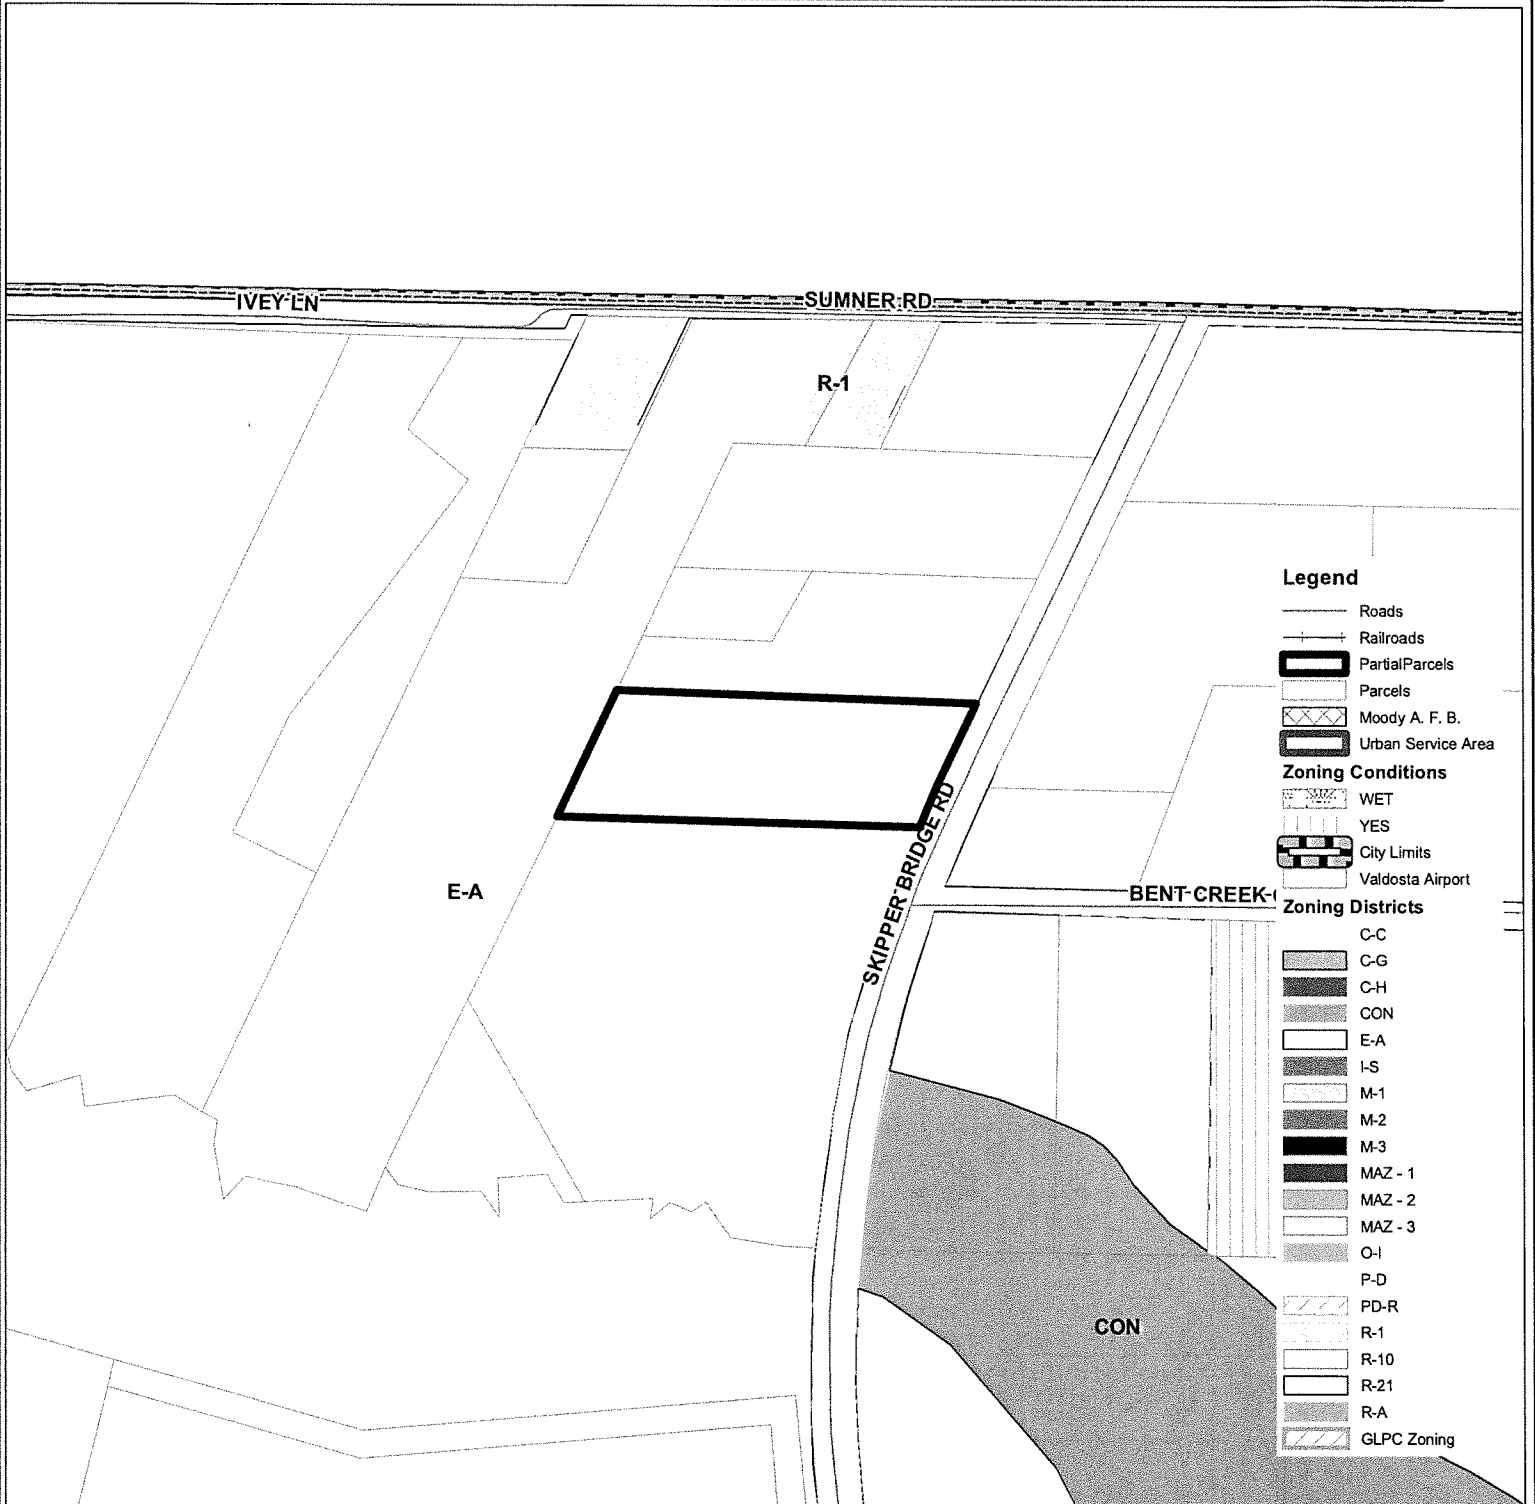 IVEY LN
SUMNER RD
R-1
E-A
SKIPPER BRIDGE RD
BENT CREEK
CON
Legend
Roads
Railroads
PartialParcels
Parcels
Moody A. F. B.
Urban Service Area
Zoning Conditions
WET
YES
City Limits
Valdosta Airport
Zoning Districts
C-C
C-G
C-H
CON
E-A
I-S
M-1
M-2
M-3
MAZ - 1
MAZ - 2
MAZ - 3
O-I
P-D
PD-R
R-1
R-10
R-21
R-A
GLPC Zoning